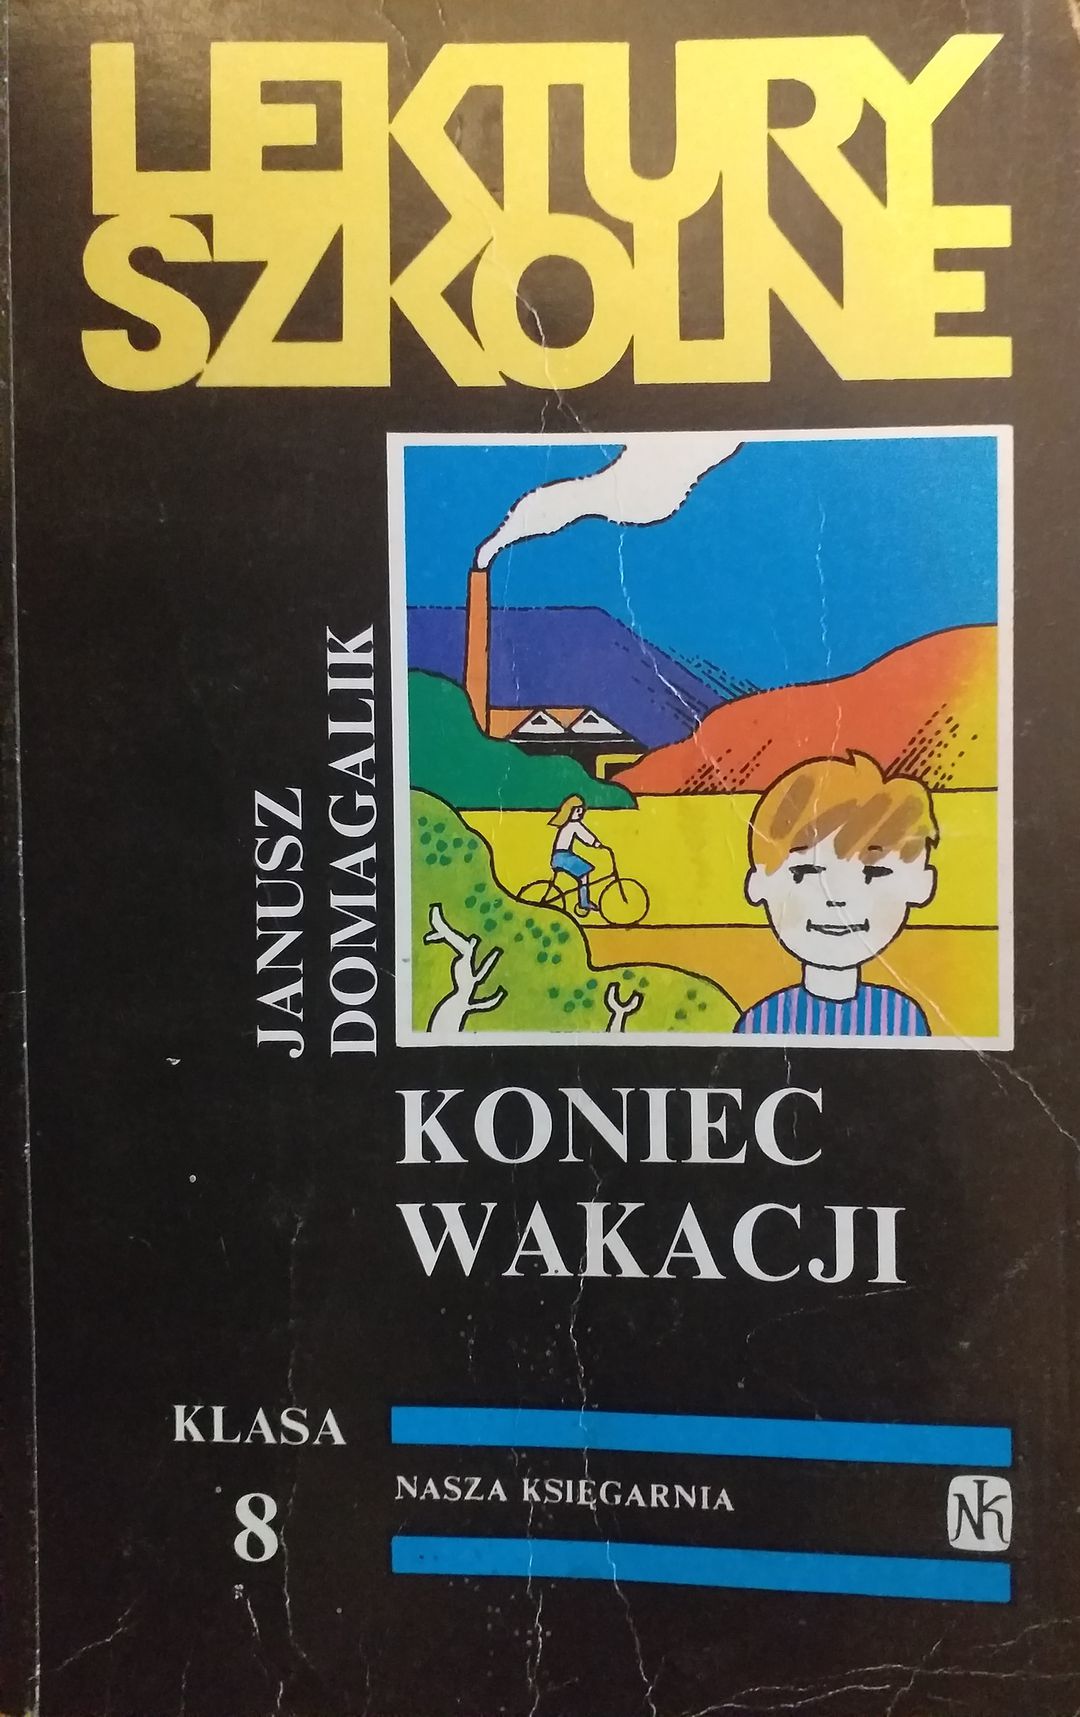 LEKTURY
SZKOLNE
JANUSZ
DOMAGALIK
KONIEC
WAKACJI
KLASA
8
NASZA KSIĘGARNIA
NK